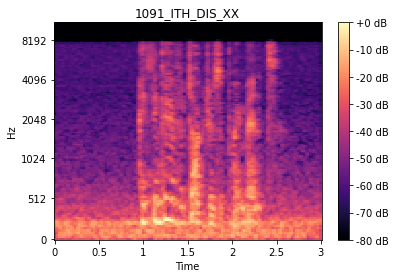 1091_ITH_DIS_XX
+0 dB
8192
-10 dB
4096
-20 dB
-30 dB
2048
Hz
-40 dB
1024
-50 dB
512
-60 dB
-70 dB
0
-80 dB
0 0.5 1 1.5 2 2.5 3
Time